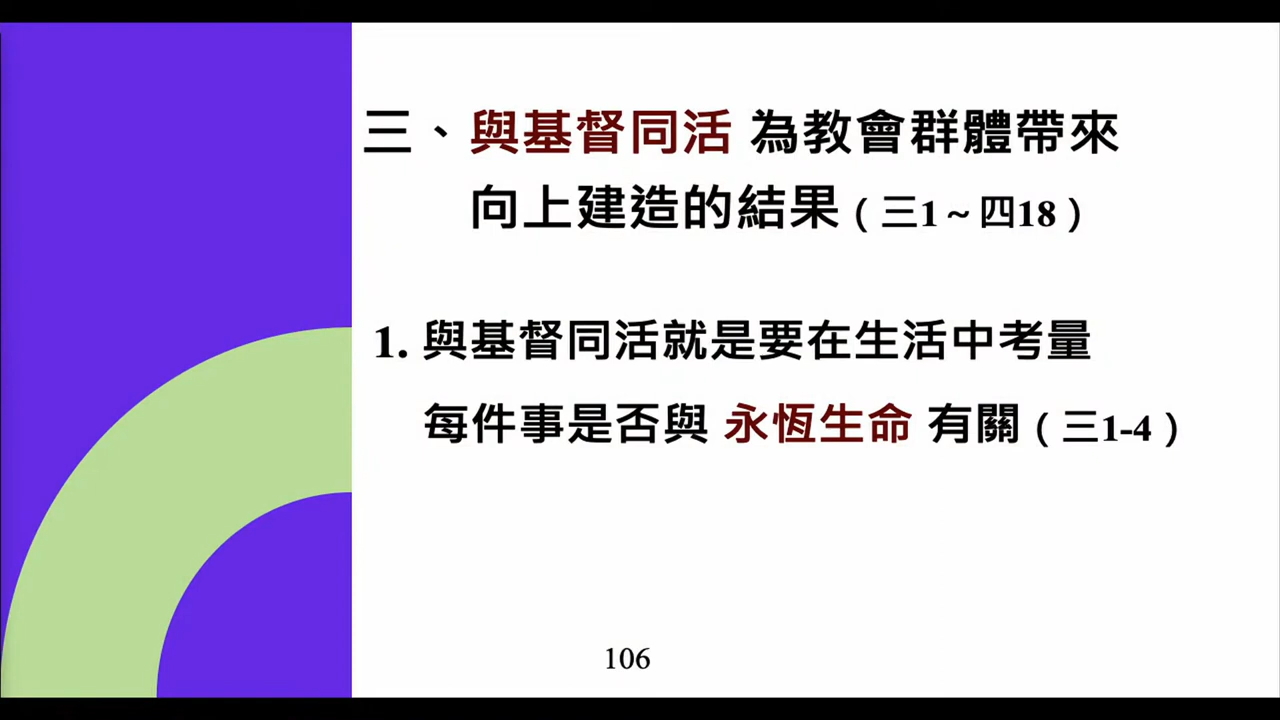 三、與基督同活 為教會群體帶來
向上建造的結果（三1～四18）
1. 與基督同活就是要在生活中考量
每件事是否與 永恆生命 有關（三1-4）
106